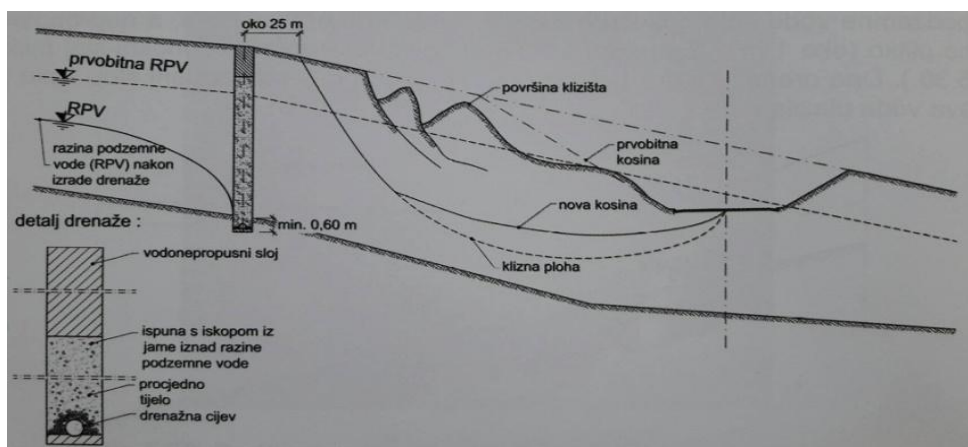 oko 25 m
prvobitna RPV
RPV
razina podzemne
vode (RPV) nakon
izrade drenaže
površina klizišta
prvobitna
kosina
nova kosina
klizna ploha
min. 0,60 m
detalj drenaže :
vodonepropusni sloj
ispuna s iskopom iz
jame iznad razine
podzemne vode
procjedno
tijelo
drenažna cijev